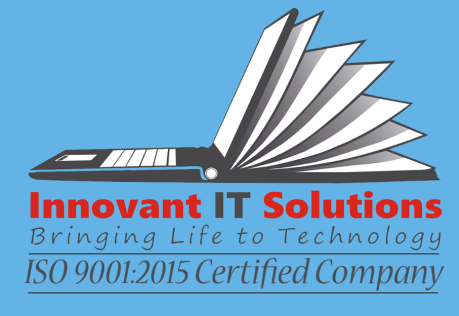 Innovant IT Solutions
Bringing Life to Technology
ISO 9001:2015 Certified Company